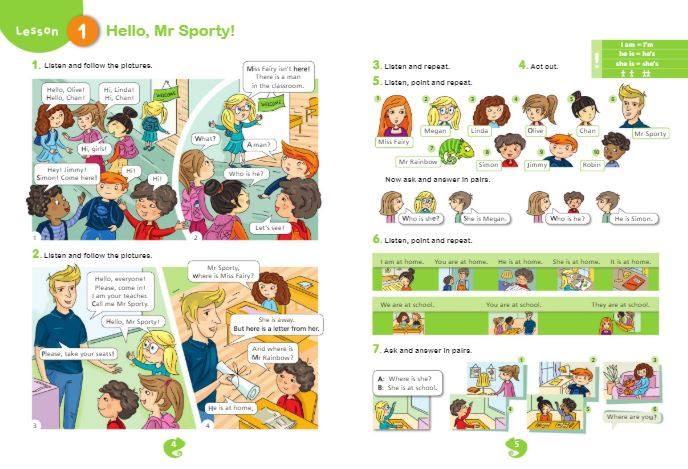 Lesson 1 Hello, Mr Sporty!
1. Listen and follow the pictures.
Hello, Olive!
Hello, Chan!
Hi, Linda!
Hi, Chan!
WELCOME
Hi, girls!
Hey! Jimmy!
Simon! Come here!
Hi!
Hi!
1
Miss Fairy isn't here!
There is a man
in the classroom.
WELCOME
What?
A man?
Who is he?
Let's see!
2
2. Listen and follow the pictures.
Hello, everyone!
Please, come in!
I am your teacher.
Call me Mr Sporty.
Hello, Mr Sporty!
Please, take your seats!
3
Mr Sporty,
where is Miss Fairy?
She is away.
But here is a letter from her.
And where is
Mr Rainbow?
He is at home,
4
4
3. Listen and repeat.
4. Act out.
I am = I'm
he is = he's
she is = she's
5. Listen, point and repeat.
1
Miss Fairy
2
Megan
3
Linda
4
Olive
5
Chan
6
Mr Sporty
Mr Rainbow
7
8
Simon
9
Jimmy
10
Robin
Now ask and answer in pairs.
Who is she?
She is Megan.
Who is he?
He is Simon.
6. Listen, point and repeat.
I am at home.
You are at home.
He is at home.
She is at home.
It is at home.
We are at school.
You are at school.
They are at school.
7. Ask and answer in pairs.
A: Where is she?
B: She is at school.
1
2
3
4
5
6
Where are you?
5